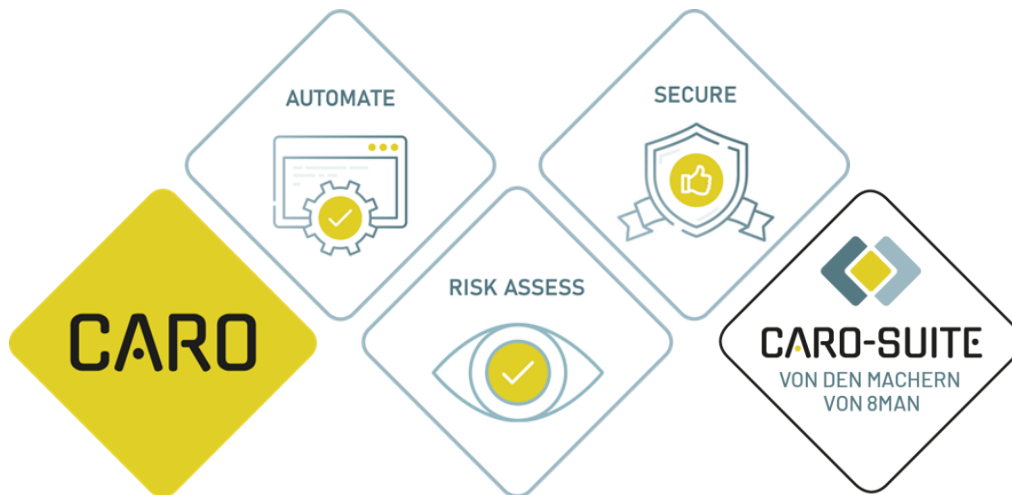 AUTOMATE
SECURE
RISK ASSESS
CARO
CARO-SUITE
VON DEN MACHERN
VON 8MAN